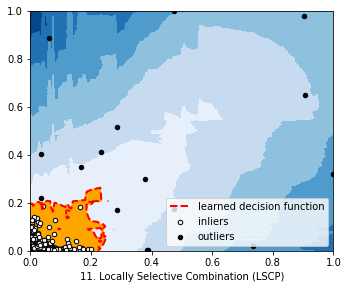 1.0
0.8
0.6
0.4
0.2
0.0
learned decision function
inliers
outliers
0.0 0.2 0.4 0.6 0.8 1.0
11. Locally Selective Combination (LSCP)